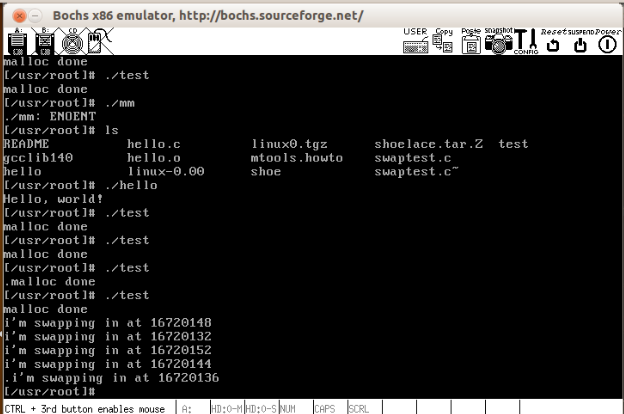 Bochs x86 emulator, http://bochs.sourceforge.net/
A: B: CD USER Copy Paste snapshot CONFIG Reset SUSPEND Power
malloc done
[/usr/root]# ./test
malloc done
[/usr/root]# ./mm
./mm: ENOENT
[/usr/root]# ls
README hello.c linux0.tgz shoelace.tar.Z test
gcclib140 hello.o mtools.howto swaptest.c
hello linux-0.00 shoe swaptest.c~
[/usr/root]# ./hello
Hello, world!
[/usr/root]# ./test
malloc done
[/usr/root]# ./test
malloc done
[/usr/root]# ./test
.malloc done
[/usr/root]# ./test
malloc done
i'm swapping in at 16720148
i'm swapping in at 16720132
i'm swapping in at 16720152
i'm swapping in at 16720144
.i'm swapping in at 16720136
[/usr/root]#
CTRL + 3rd button enables mouse A: HD:0-M HD:0-S NUM CAPS SCRL